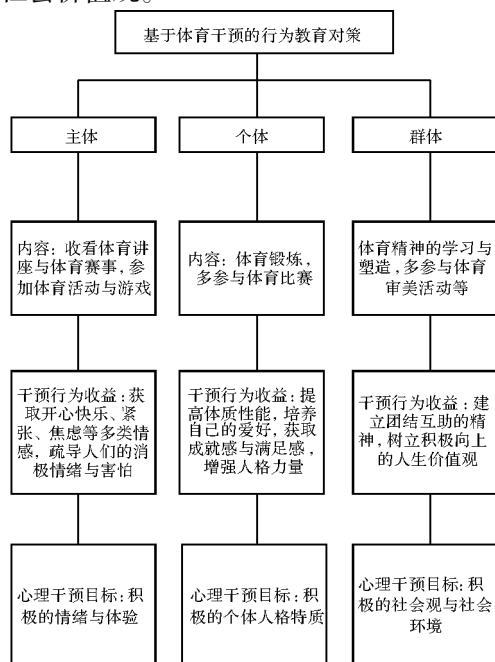 社会价值观。
基于体育干预的行为教育对策
主体
个体
群体
内容：收看体育讲
座与体育赛事，参
加体育活动与游戏
内容：体育锻炼，
多参与体育比赛
体育精神的学习与
塑造，多参与体育
审美活动等
干预行为收益：获
取开心快乐、紧
张、焦虑等多类情
感，疏导人们的消
极情绪与害怕
干预行为收益：提
高体质性能，培养
自己的爱好，获取
成就感与满足感，
增强人格力量
干预行为收益：建
立团结互助的精
神，树立积极向上
的人生价值观
心理干预目标：积
极的情绪与体验
心理干预目标：积
极的个体人格特质
心理干预目标：积
极的社会观与社会
环境